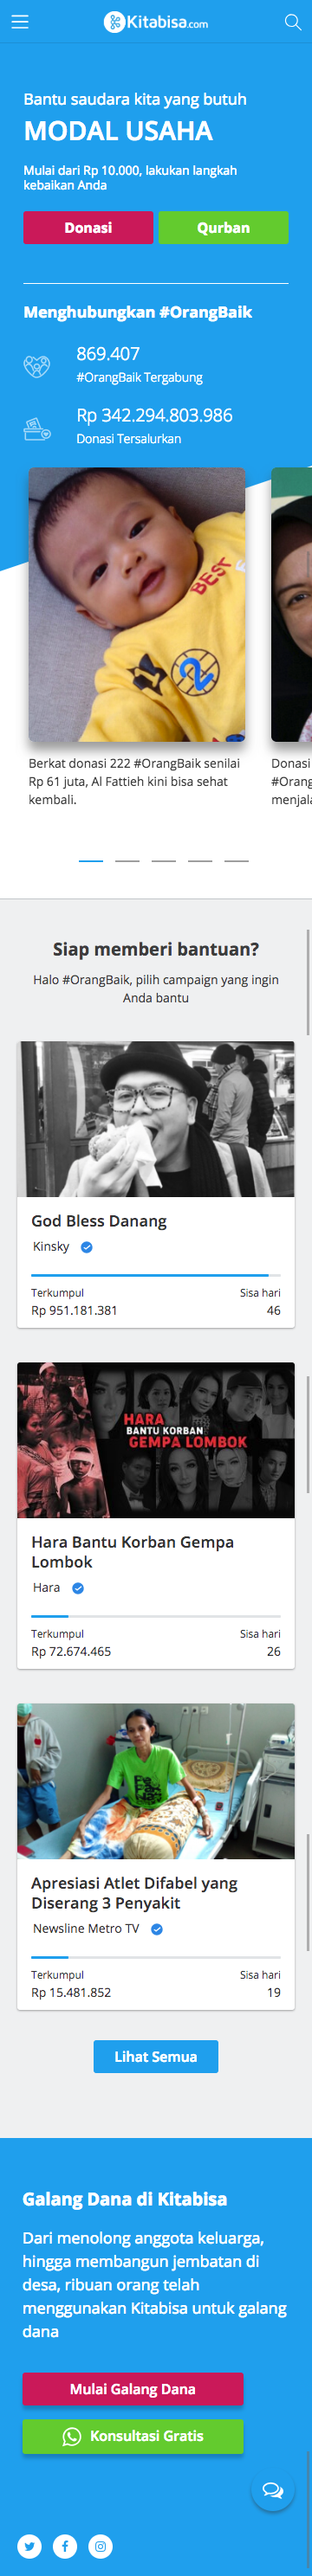 Kitabisa.com
Bantu saudara kita yang butuh
MODAL USAHA
Mulai dari Rp 10.000, lakukan langkah
kebaikan Anda
Donasi
Qurban
Menghubungkan #OrangBaik
869.407
#OrangBaik Tergabung
Rp 342.294.803.986
Donasi Tersalurkan
BEST
2
Berkat donasi 222 #OrangBaik senilai
Rp 61 juta, Al Fattieh kini bisa sehat
kembali.
Donasi
#Orang
menjala
Siap memberi bantuan?
Halo #OrangBaik, pilih campaign yang ingin
Anda bantu
God Bless Danang
Kinsky
Terkumpul Sisa hari
Rp 951.181.381 46
HARA
BANTU KORBAN
GEMPA LOMBOK
Hara Bantu Korban Gempa
Lombok
Hara
Terkumpul Sisa hari
Rp 72.674.465 26
Apresiasi Atlet Difabel yang
Diserang 3 Penyakit
Newsline Metro TV
Terkumpul Sisa hari
Rp 15.481.852 19
Lihat Semua
Galang Dana di Kitabisa
Dari menolong anggota keluarga,
hingga membangun jembatan di
desa, ribuan orang telah
menggunakan Kitabisa untuk galang
dana
Mulai Galang Dana
Konsultasi Gratis